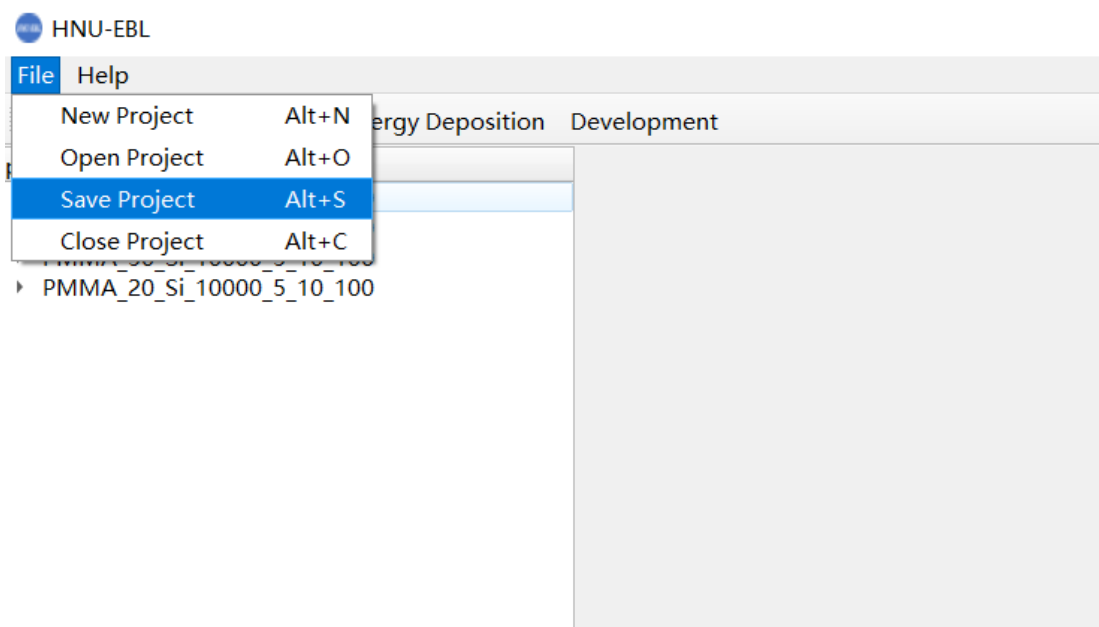 HNU-EBL
File Help
New Project Alt+N
ergy Deposition Development
Open Project Alt+O
Save Project Alt+S
Close Project Alt+C
PMMA_20_Si_10000_5_10_100